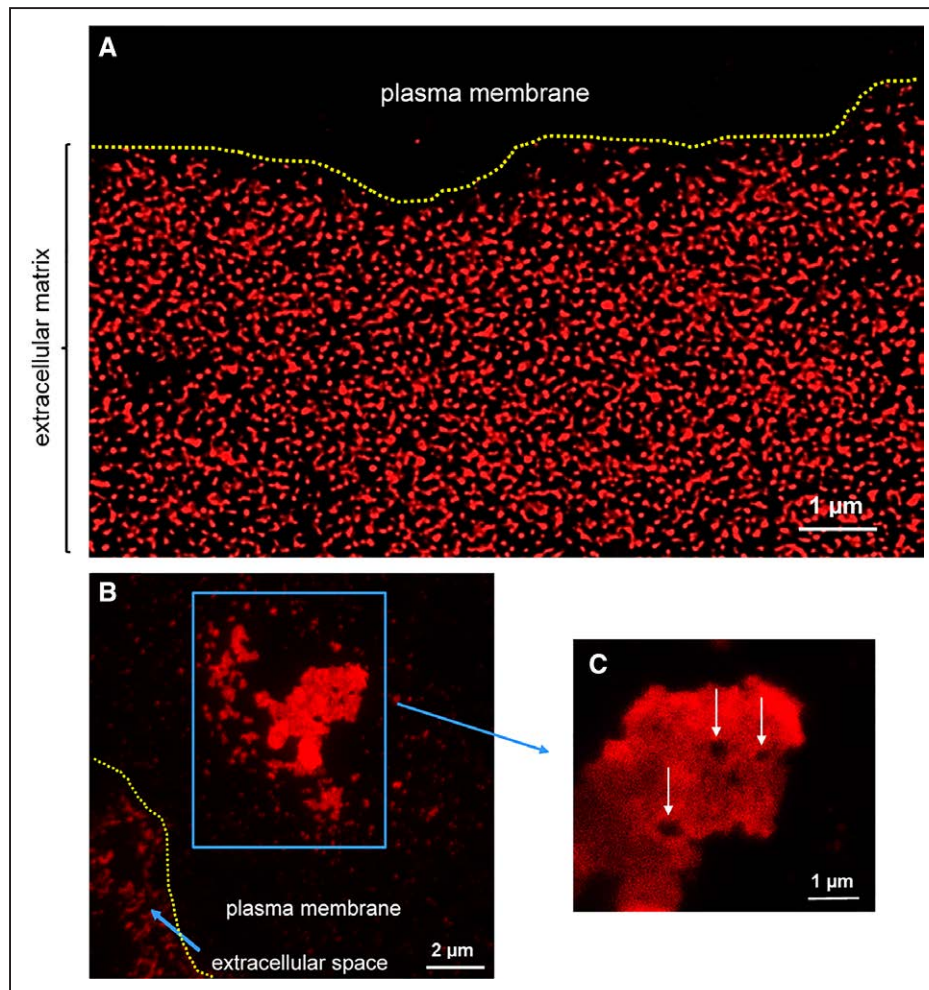 A
plasma membrane
extracellular matrix
1 µm
B
plasma membrane
extracellular space
2 µm
C
1 µm